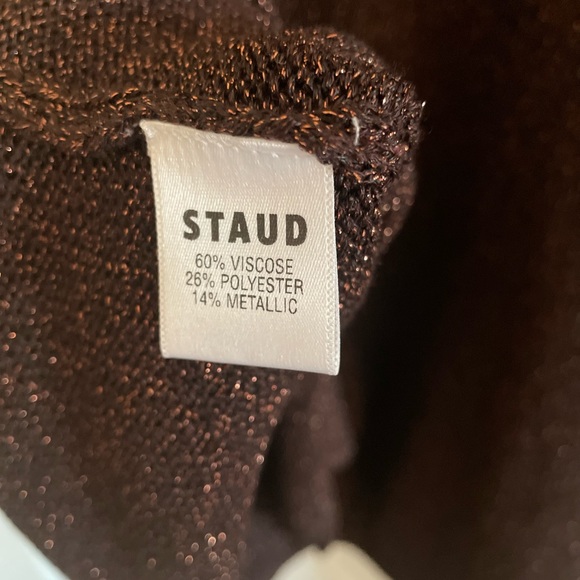 STAUD
60% VISCOSE
26% POLYESTER
14% METALLIC